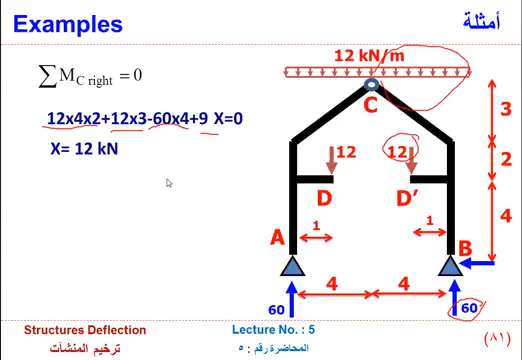 Examples
أمثلة
∑M C right = 0
12x4x2+12x3-60x4+9 X=0
X= 12 kN
12 kN/m
C
3
12
12
2
D
D’
4
1
1
A
B
4
4
60
60
Structures Deflection
Lecture No. : 5
(٨١)
ترخيم المنشآت
المحاضرة رقم : ٥